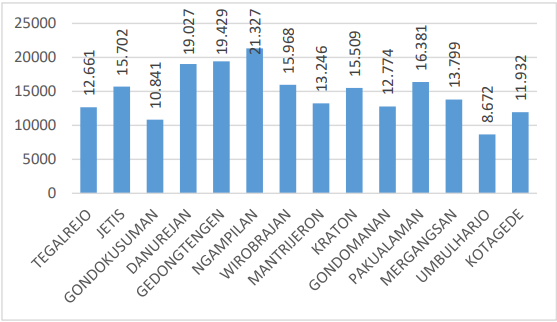 25000
20000
15000
10000
5000
0
12.661
15.702
10.841
19.027
19.429
21.327
15.968
13.246
15.509
12.774
16.381
13.799
8.672
11.932
TEGALREJO
JETIS
GONDOKUSUMAN
DANUREJAN
GEDONGTENGEN
NGAMPILAN
WIROBRAJAN
MANTRIJERON
KRATON
GONDOMANAN
PAKUALAMAN
MERGANGSAN
UMBULHARJO
KOTAGEDE